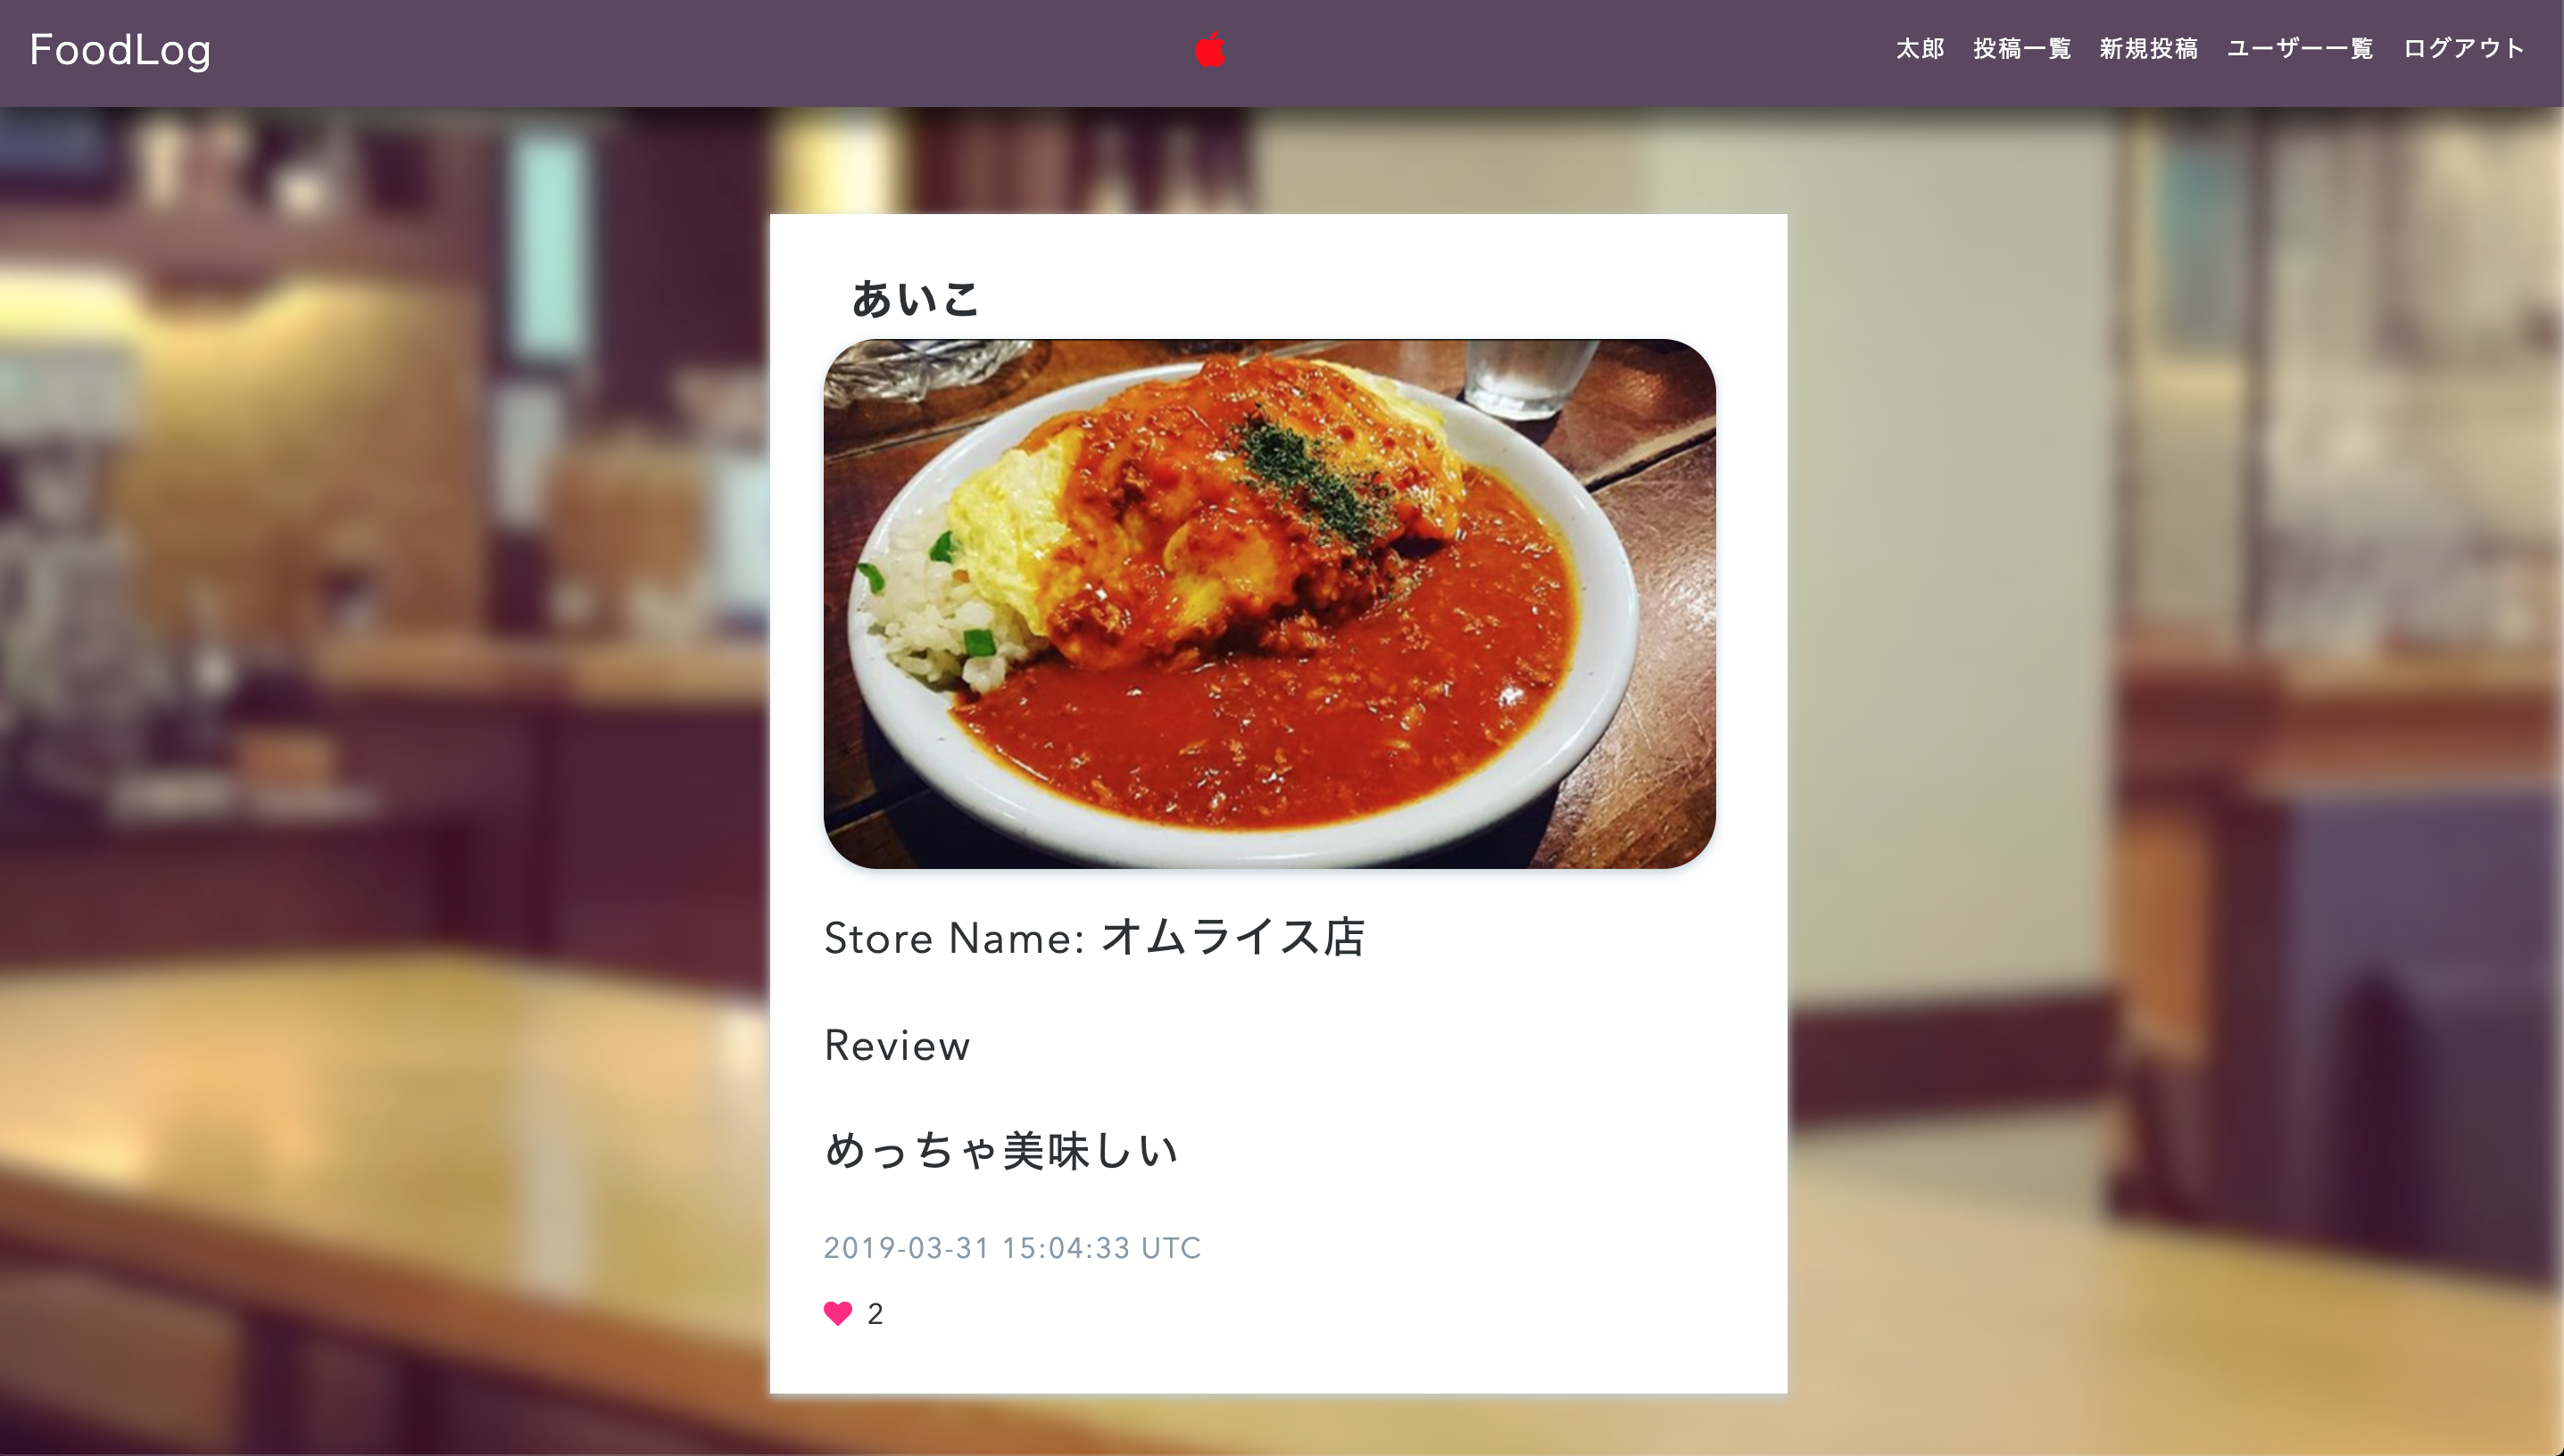 FoodLog
太郎 投稿一覧 新規投稿 ユーザー一覧 ログアウト
あいこ
Store Name: オムライス店
Review
めっちゃ美味しい
2019-03-31 15:04:33 UTC
2